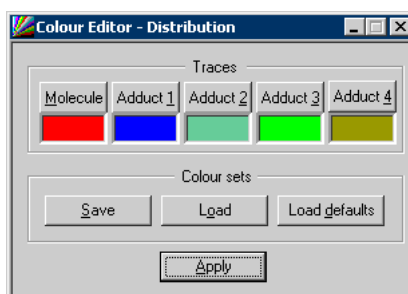 Colour Editor - Distribution
Traces
Molecule Adduct 1 Adduct 2 Adduct 3 Adduct 4
Colour sets
Save Load Load defaults
Apply